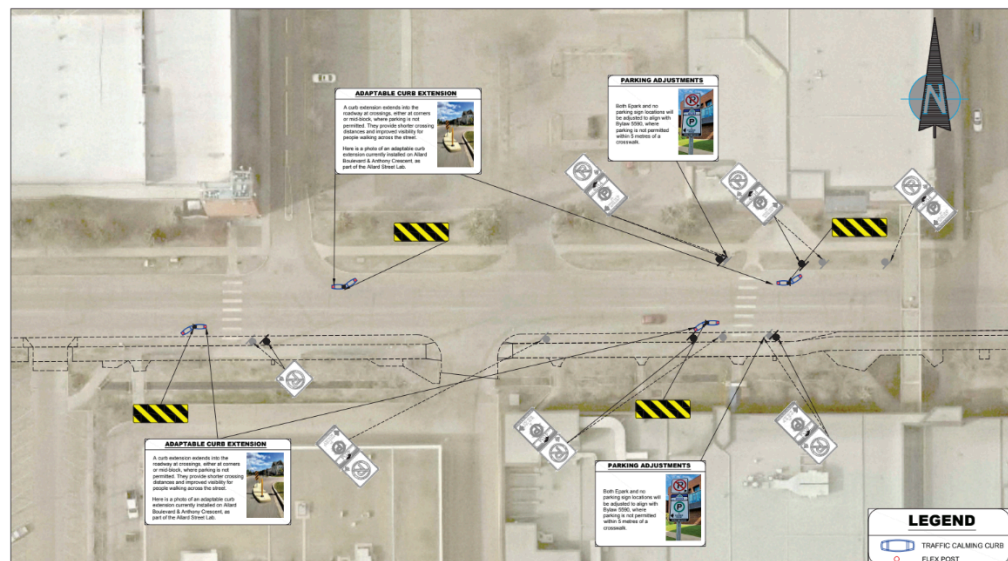 ADAPTABLE CURB EXTENSION
A curb extension extends into the
roadway at crossings, either at corners
or mid-block, where parking is not
permitted. They provide shorter crossing
distances and improved visibility for
people walking across the street.
Here is a photo of an adaptable curb
extension currently installed on Allard
Boulevard & Anthony Crescent, as
part of the Allard Street Lab.
PARKING ADJUSTMENTS
Both Epark and no
parking sign locations will
be adjusted to align with
Bylaw 5590, where
parking is not permitted
within 5 metres of a
crosswalk.
N
ADAPTABLE CURB EXTENSION
A curb extension extends into the
roadway at crossings, either at corners
or mid-block, where parking is not
permitted. They provide shorter crossing
distances and improved visibility for
people walking across the street.
Here is a photo of an adaptable curb
extension currently installed on Allard
Boulevard & Anthony Crescent, as
part of the Allard Street Lab.
PARKING ADJUSTMENTS
Both Epark and no
parking sign locations will
be adjusted to align with
Bylaw 5590, where
parking is not permitted
within 5 metres of a
crosswalk.
LEGEND
TRAFFIC CALMING CURB
FLEX POST